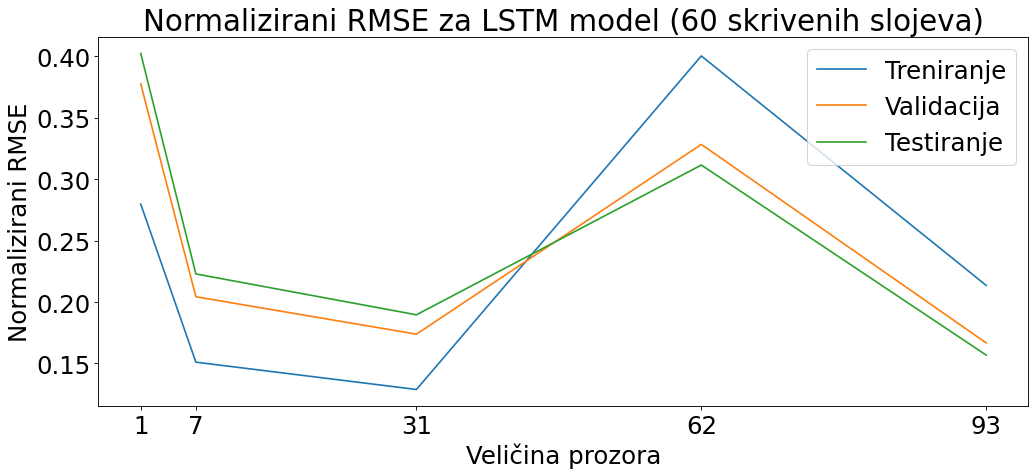 Normalizirani RMSE za LSTM model (60 skrivenih slojeva)
Normalizirani RMSE
0.40
0.35
0.30
0.25
0.20
0.15
Treniranje
Validacija
Testiranje
1 7 31 62 93
Veličina prozora